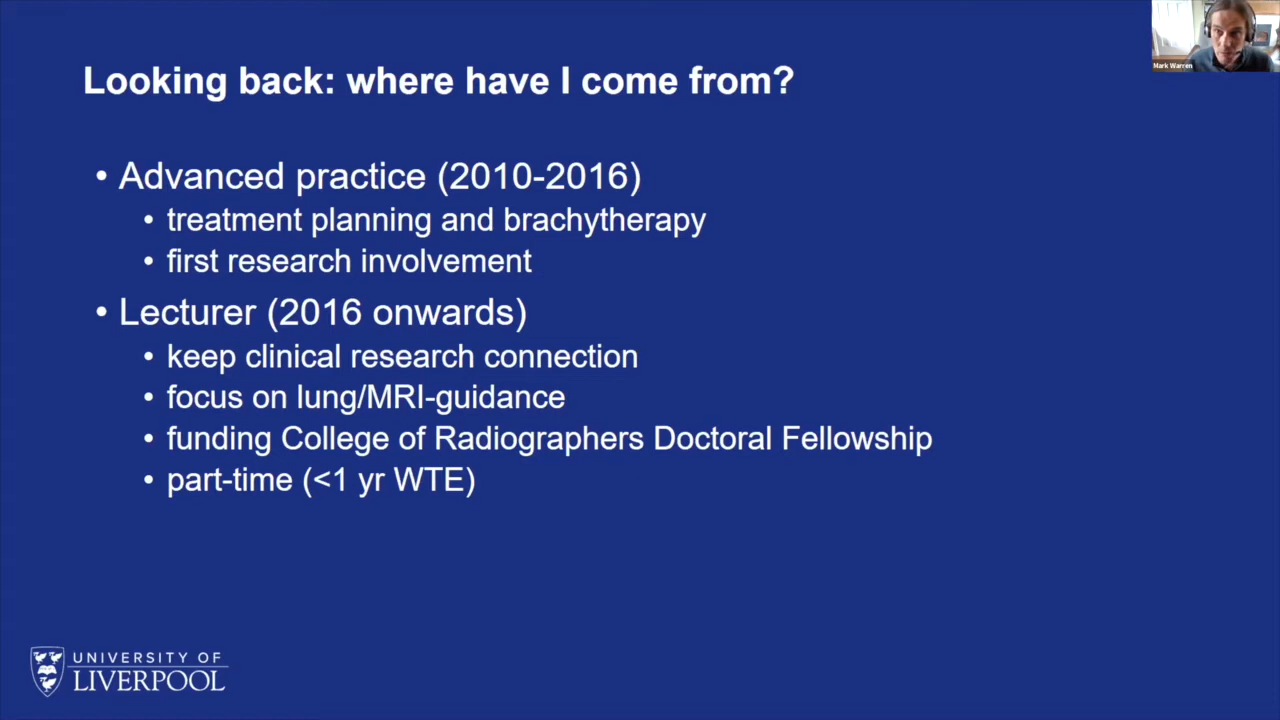 Mark Warren
Looking back: where have I come from?
• Advanced practice (2010-2016)
• treatment planning and brachytherapy
• first research involvement
• Lecturer (2016 onwards)
• keep clinical research connection
• focus on lung/MRI-guidance
• funding College of Radiographers Doctoral Fellowship
• part-time (<1 yr WTE)
UNIVERSITY OF
LIVERPOOL